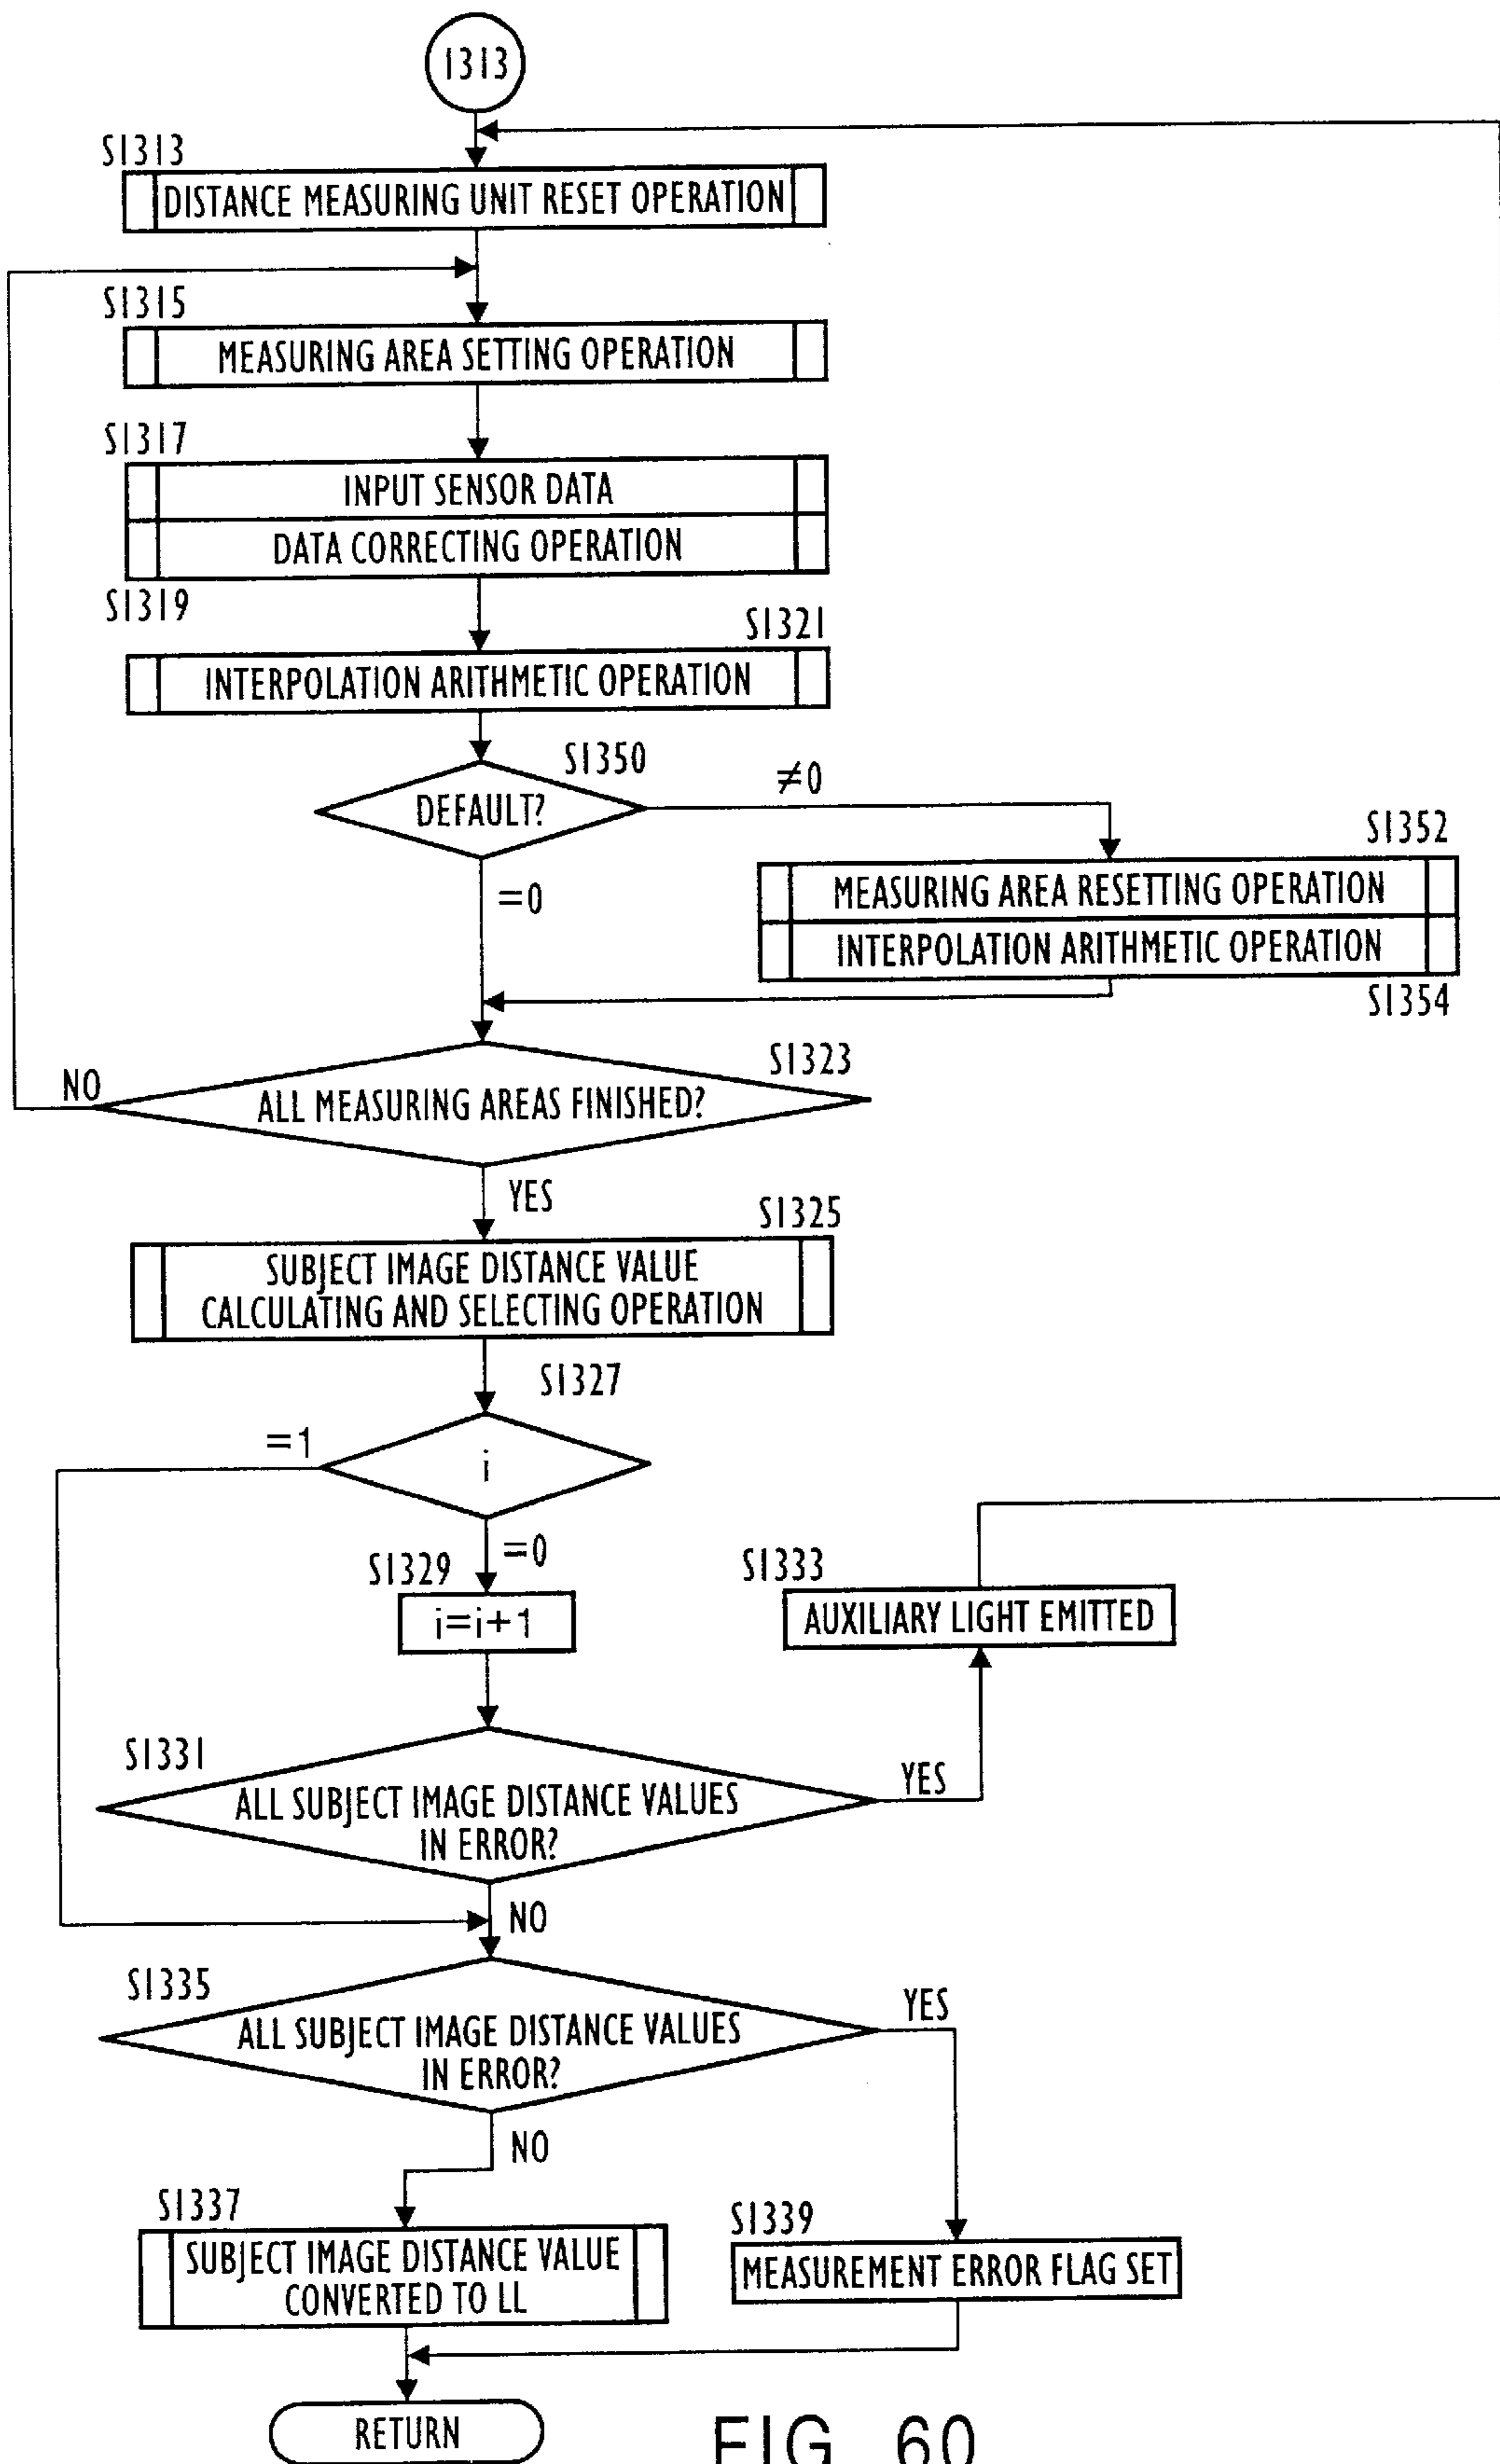 1313
S1313
DISTANCE MEASURING UNIT RESET OPERATION
S1315
MEASURING AREA SETTING OPERATION
S1317
INPUT SENSOR DATA
DATA CORRECTING OPERATION
S1319
S1321
INTERPOLATION ARITHMETIC OPERATION
S1350
DEFAULT?
≠0
=0
S1352
MEASURING AREA RESETTING OPERATION
INTERPOLATION ARITHMETIC OPERATION
S1354
S1323
NO
ALL MEASURING AREAS FINISHED?
YES
S1325
SUBJECT IMAGE DISTANCE VALUE
CALCULATING AND SELECTING OPERATION
S1327
=1
i
=0
S1329
i=i+1
S1333
AUXILIARY LIGHT EMITTED
S1331
YES
ALL SUBJECT IMAGE DISTANCE VALUES
IN ERROR?
NO
S1335
YES
ALL SUBJECT IMAGE DISTANCE VALUES
IN ERROR?
NO
S1337
SUBJECT IMAGE DISTANCE VALUE
CONVERTED TO LL
S1339
MEASUREMENT ERROR FLAG SET
RETURN
FIG. 60